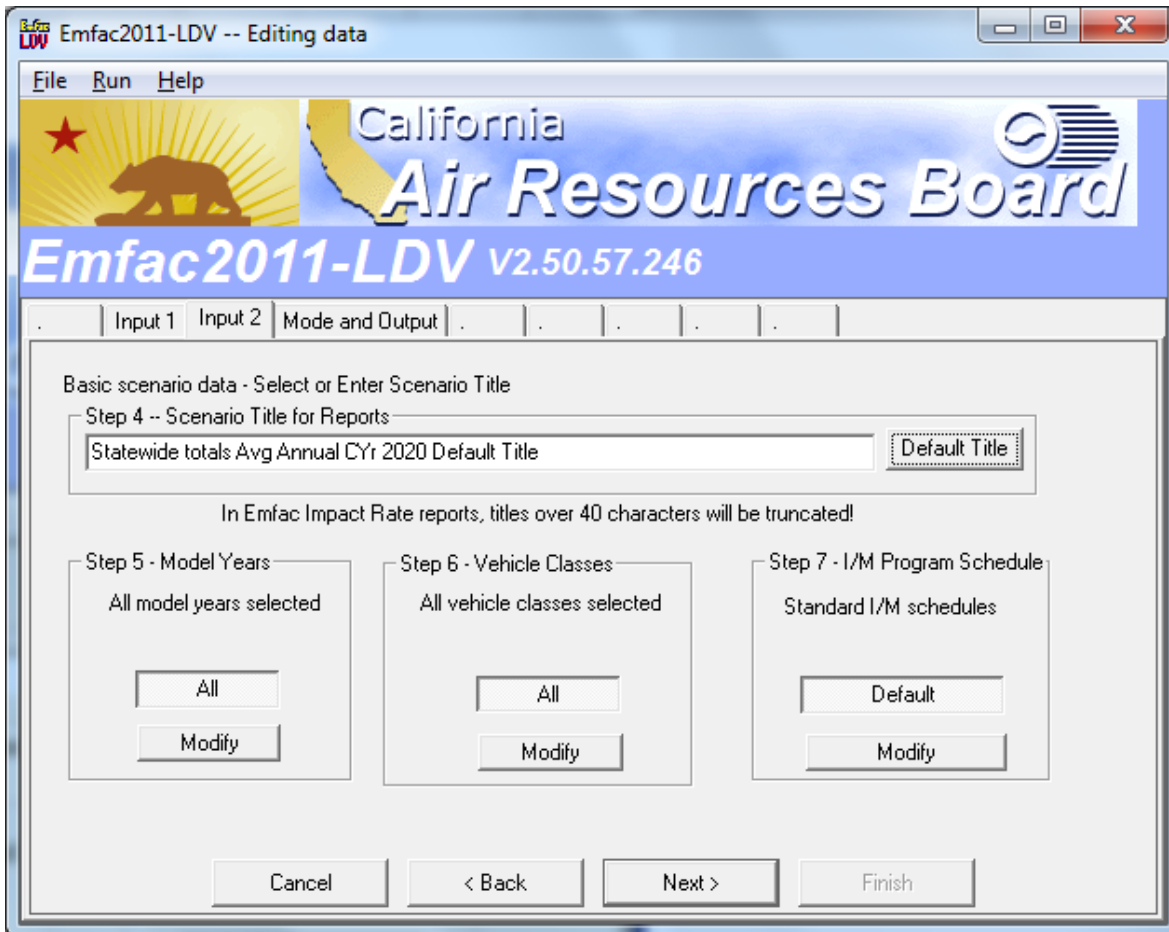 Emfac2011-LDV -- Editing data
File Run Help
California
Air Resources Board
Emfac2011-LDV V2.50.57.246
. Input 1 Input 2 Mode and Output . . . . .
Basic scenario data - Select or Enter Scenario Title
Step 4 -- Scenario Title for Reports
Statewide totals Avg Annual CYr 2020 Default Title Default Title
In Emfac Impact Rate reports, titles over 40 characters will be truncated!
Step 5 - Model Years
All model years selected
All
Modify
Step 6 - Vehicle Classes
All vehicle classes selected
All
Modify
Step 7 - I/M Program Schedule
Standard I/M schedules
Default
Modify
Cancel < Back Next > Finish